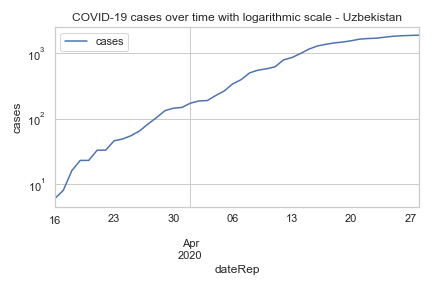 COVID-19 cases over time with logarithmic scale - Uzbekistan
cases
10³
10²
10¹
cases
16 23 30 06 13 20 27
Apr
2020
dateRep